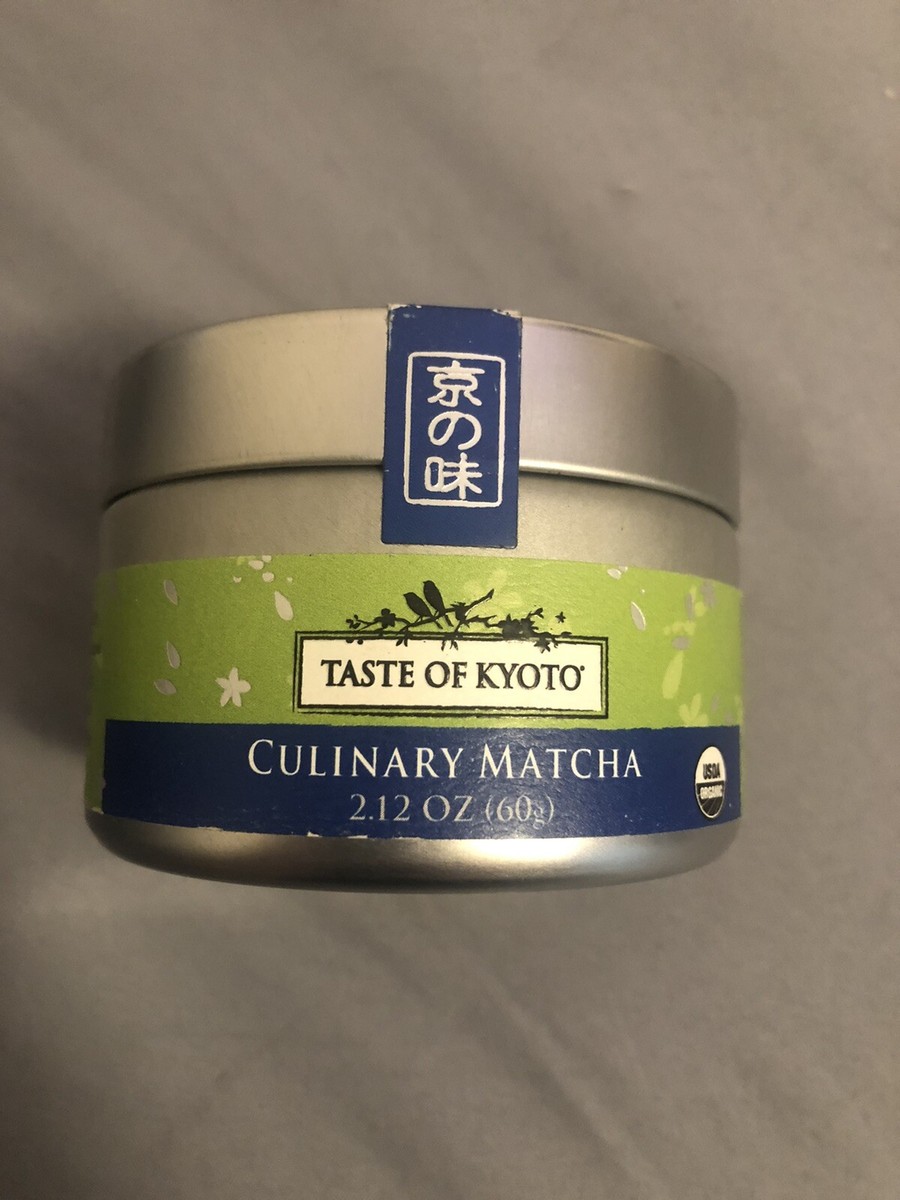 京の味
TASTE OF KYOTO
CULINARY MATCHA
2.12 OZ (60g)
USDA
ORGANIC